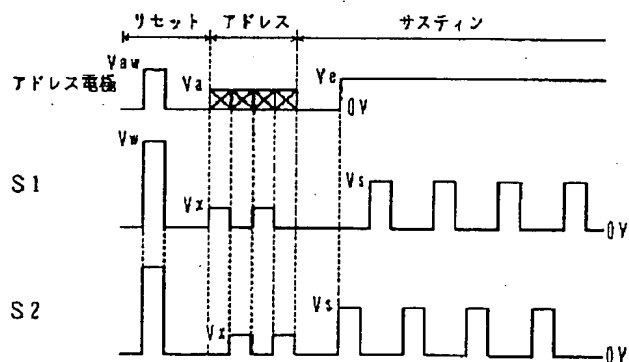 リセット アドレス サスティン
Vaw
アドレス電極 Va Ve 0V
Vw
S1 Vx Vs 0V
S2 Vx Vs 0V